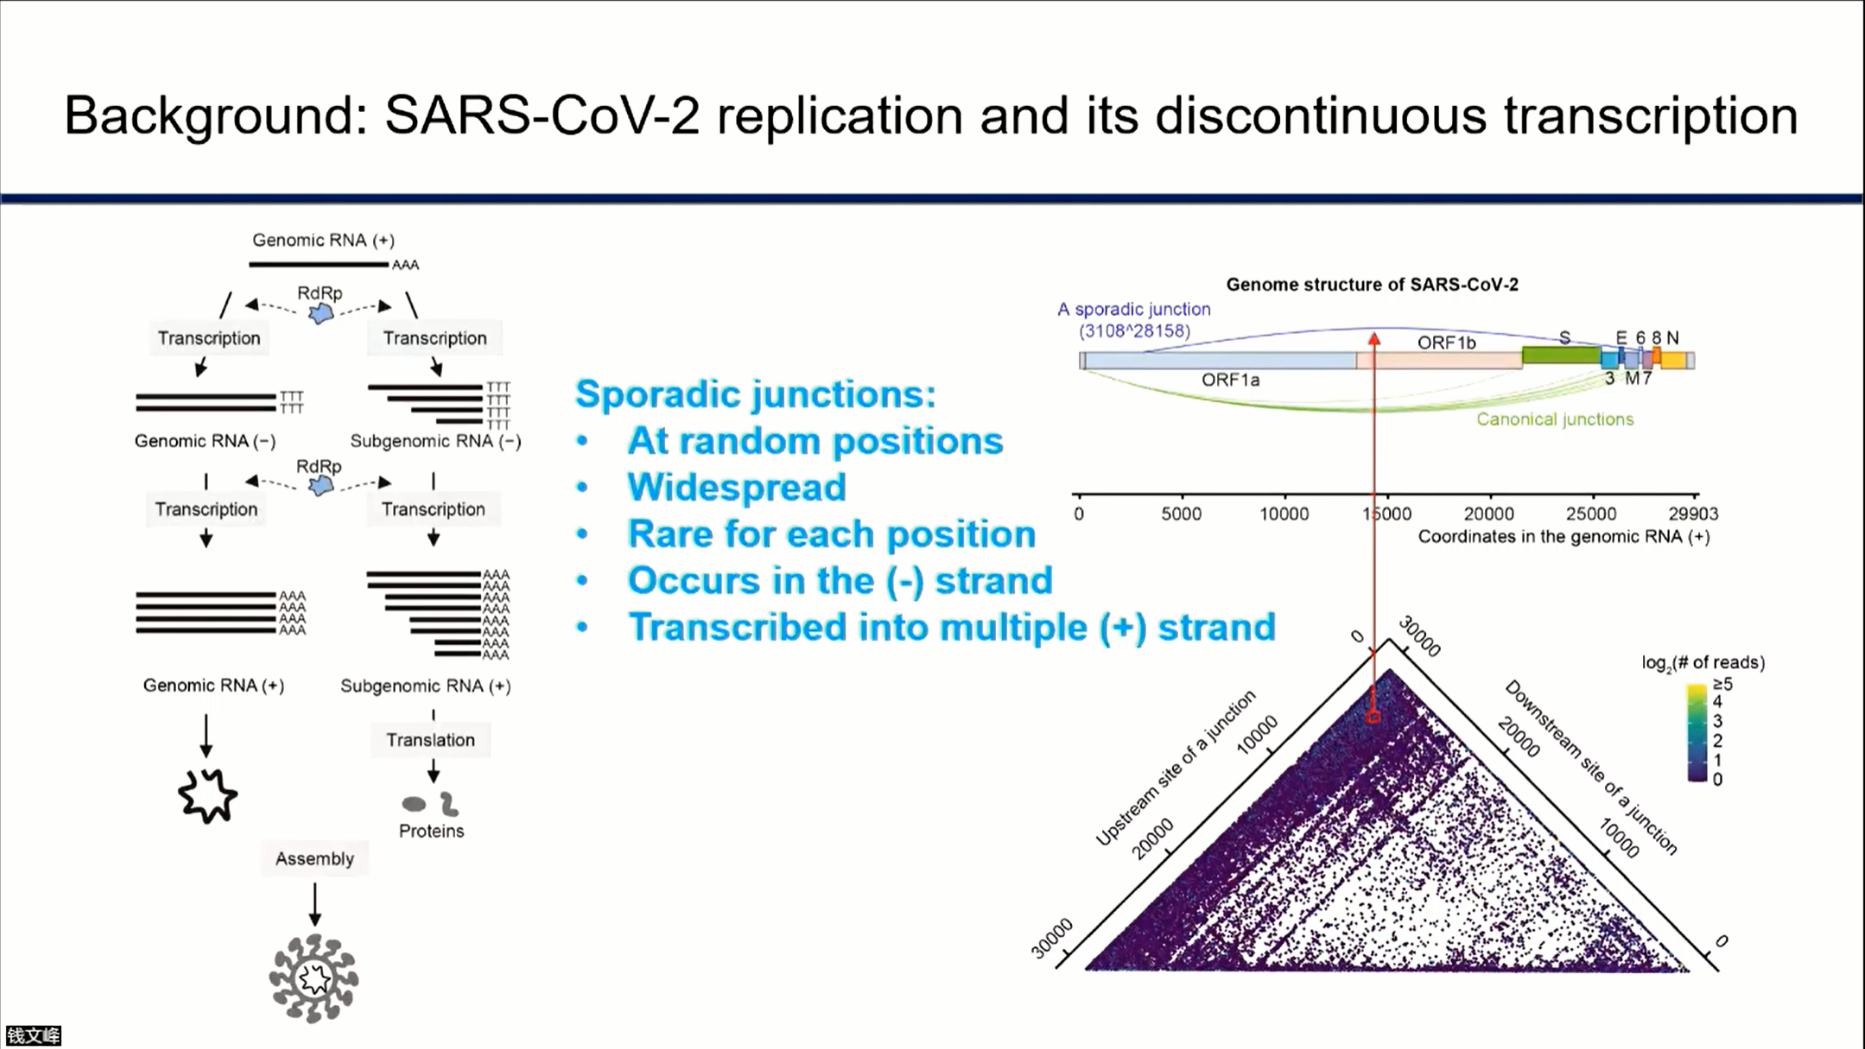 Background: SARS-CoV-2 replication and its discontinuous transcription
Genomic RNA (+)
AAA
RdRp
Transcription
Transcription
TTT
TTT
TTT
TTT
TTT
TTT
Genomic RNA (−)
Subgenomic RNA (−)
RdRp
Transcription
Transcription
AAA
AAA
AAA
AAA
AAA
AAA
AAA
AAA
AAA
AAA
AAA
AAA
Genomic RNA (+)
Subgenomic RNA (+)
Translation
Proteins
Assembly
Sporadic junctions:
• At random positions
• Widespread
• Rare for each position
• Occurs in the (-) strand
• Transcribed into multiple (+) strand
Genome structure of SARS-CoV-2
A sporadic junction
(3108^28158)
ORF1a
ORF1b
S
E 6 8 N
3 M 7
Canonical junctions
0 5000 10000 15000 20000 25000 29903
Coordinates in the genomic RNA (+)
0
10000
20000
30000
Upstream site of a junction
30000
20000
10000
0
Downstream site of a junction
log2(# of reads)
≥5
4
3
2
1
0
钱文峰